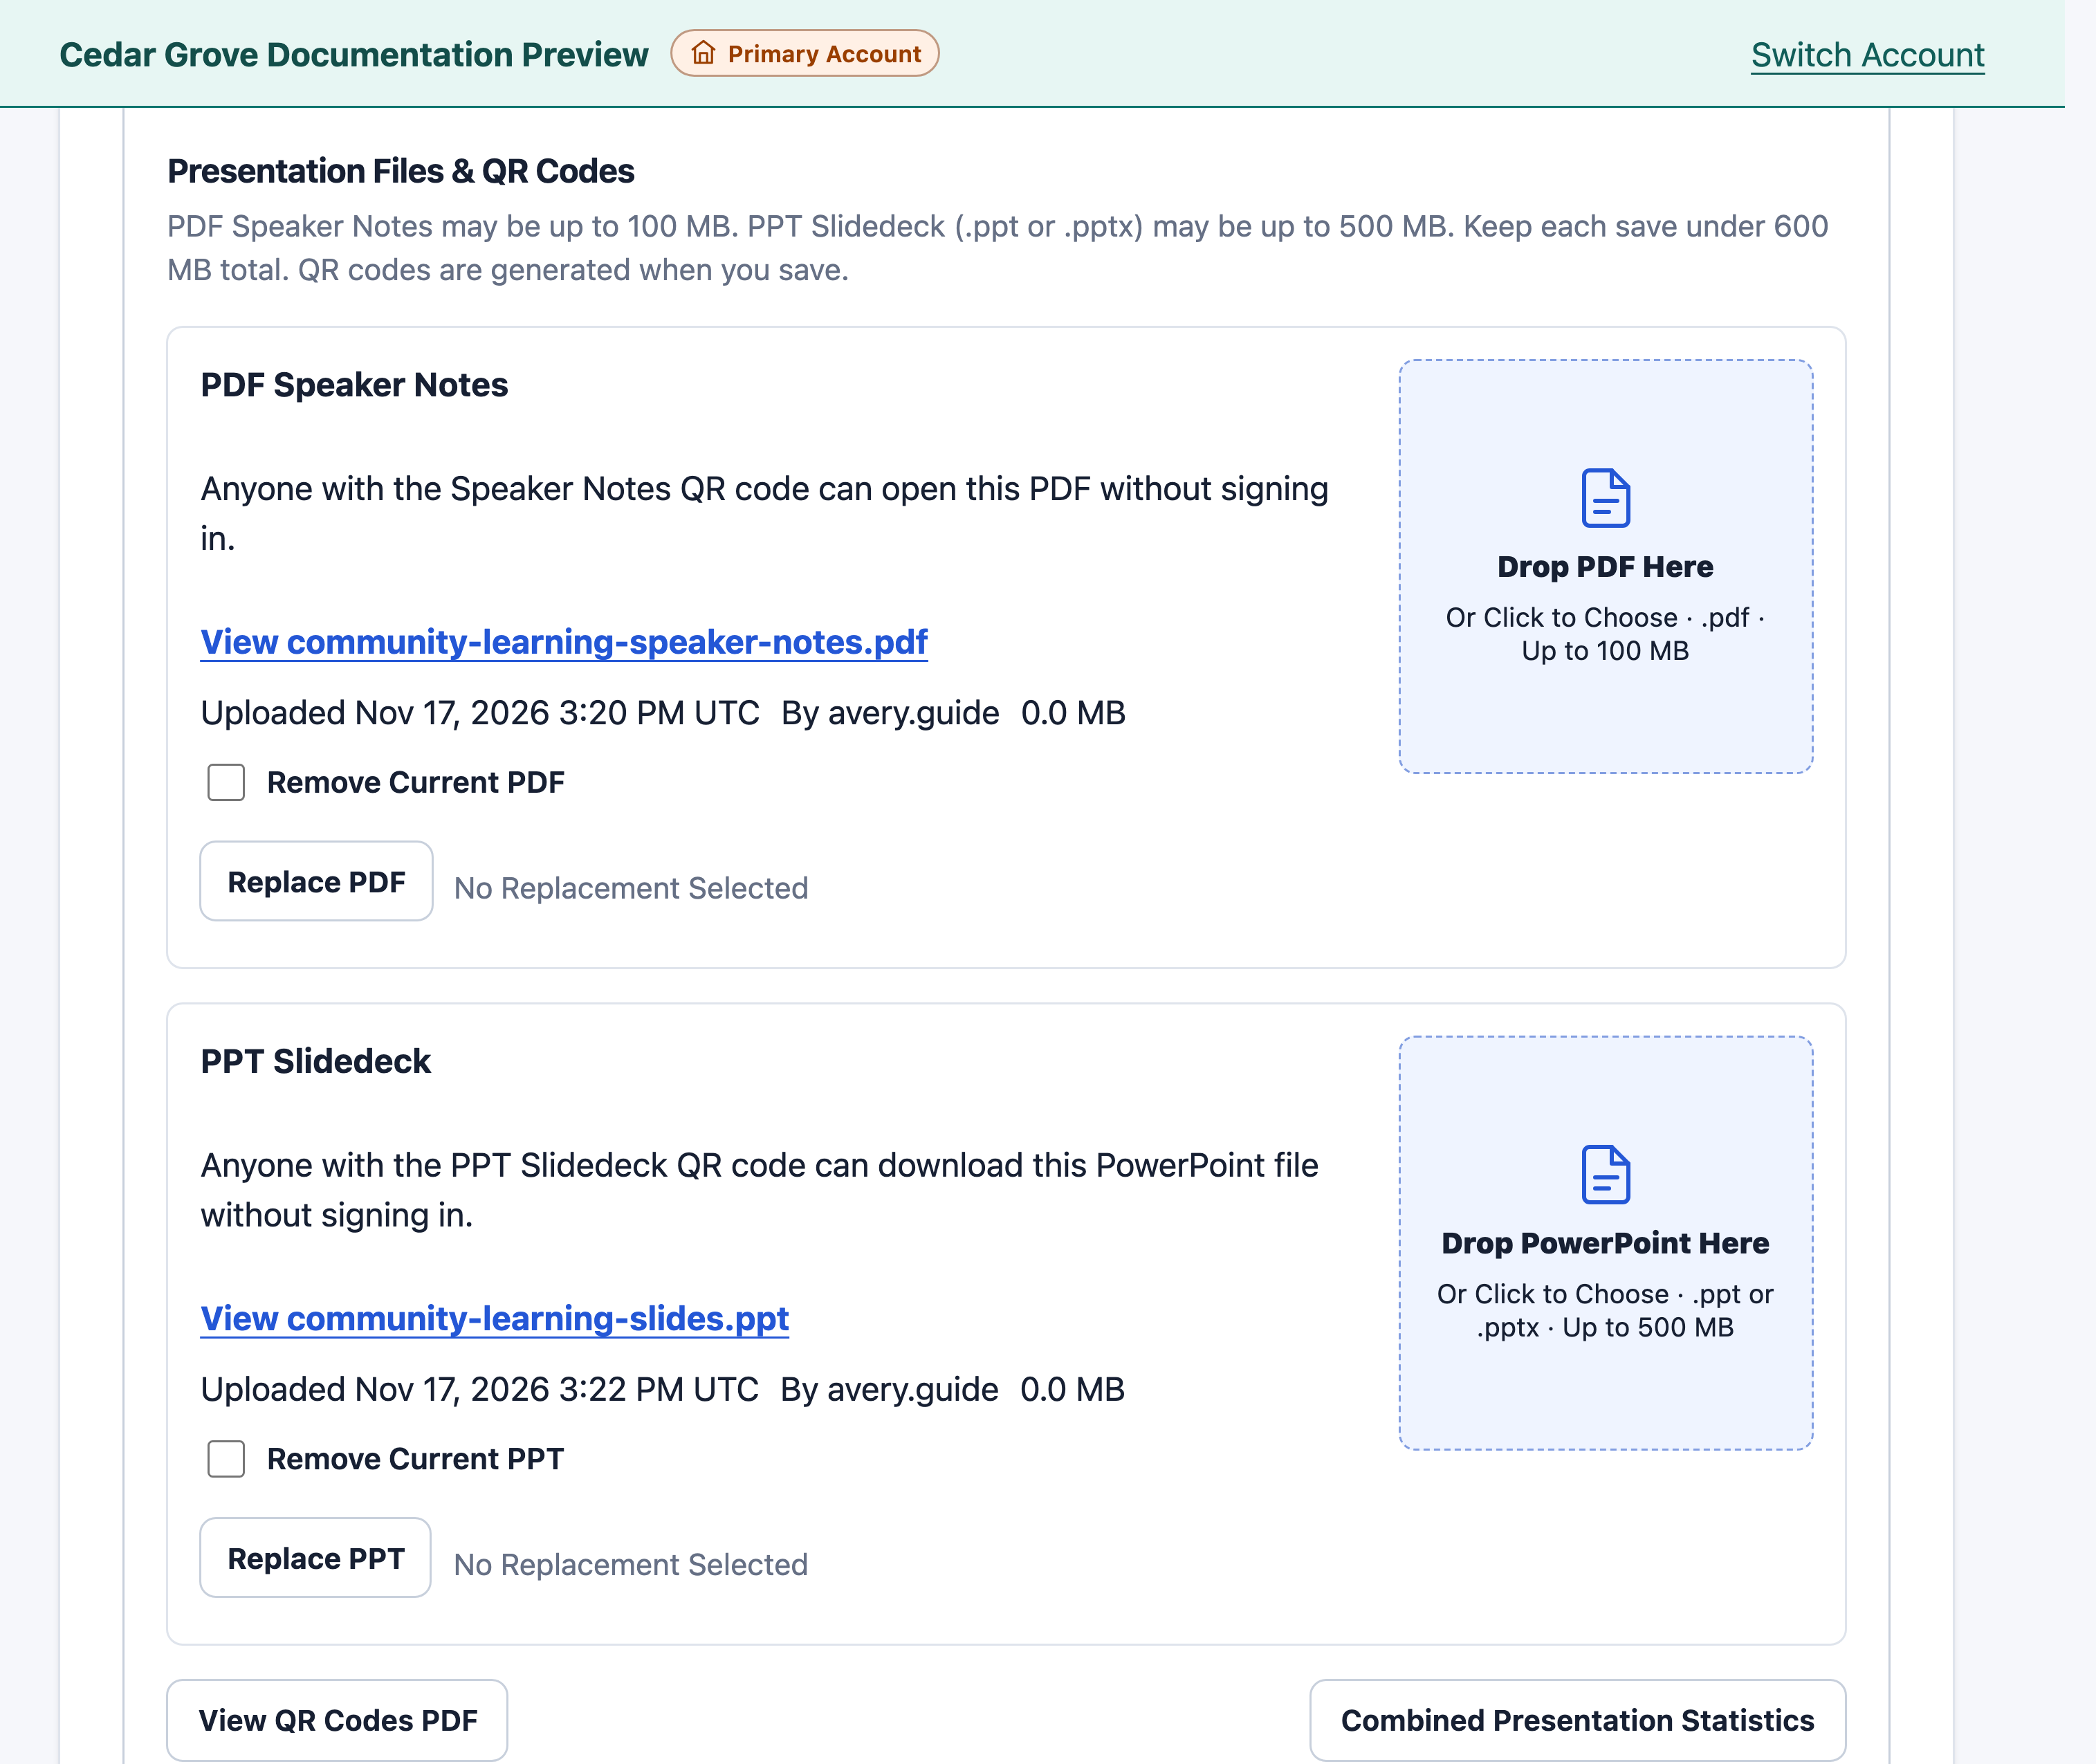 Cedar Grove Documentation Preview
Primary Account
Switch Account
Presentation Files & QR Codes
PDF Speaker Notes may be up to 100 MB. PPT Slidedeck (.ppt or .pptx) may be up to 500 MB. Keep each save under 600
MB total. QR codes are generated when you save.
PDF Speaker Notes
Anyone with the Speaker Notes QR code can open this PDF without signing
in.
View community-learning-speaker-notes.pdf
Uploaded Nov 17, 2026 3:20 PM UTC By avery.guide 0.0 MB
Remove Current PDF
Replace PDF
No Replacement Selected
Drop PDF Here
Or Click to Choose · .pdf ·
Up to 100 MB
PPT Slidedeck
Anyone with the PPT Slidedeck QR code can download this PowerPoint file
without signing in.
View community-learning-slides.ppt
Uploaded Nov 17, 2026 3:22 PM UTC By avery.guide 0.0 MB
Remove Current PPT
Replace PPT
No Replacement Selected
Drop PowerPoint Here
Or Click to Choose · .ppt or
.pptx · Up to 500 MB
View QR Codes PDF
Combined Presentation Statistics